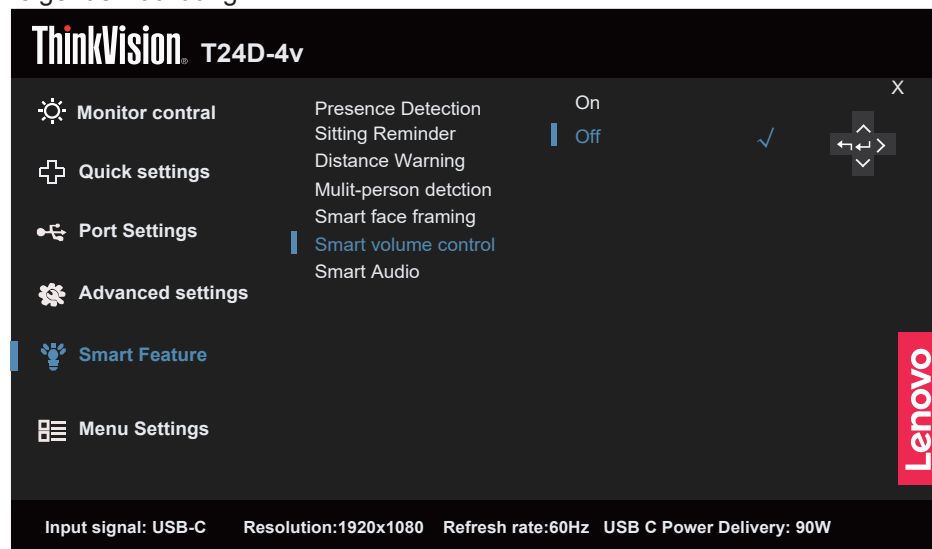 ThinkVision® T24D-4v
X
Monitor contral
Quick settings
Port Settings
Advanced settings
Smart Feature
Menu Settings
Presence Detection
Sitting Reminder
Distance Warning
Mulit-person detction
Smart face framing
Smart volume control
Smart Audio
On
Off √
Lenovo
Input signal: USB-C Resolution:1920x1080 Refresh rate:60Hz USB C Power Delivery: 90W